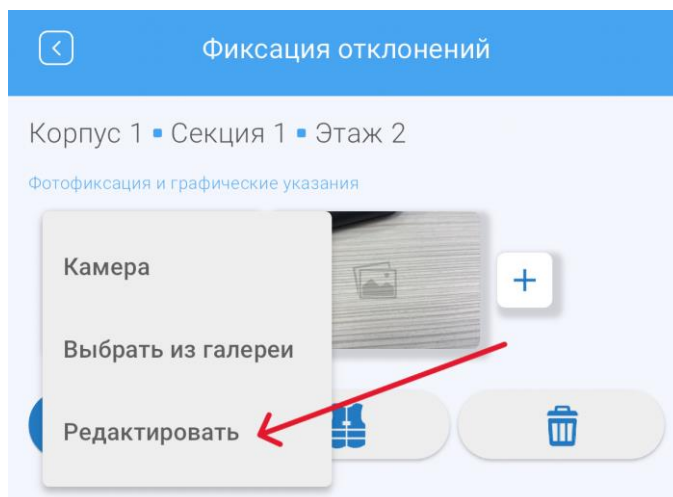 Фиксация отклонений
Корпус 1 ▪ Секция 1 ▪ Этаж 2
Фотофиксация и графические указания
Камера
Выбрать из галереи
Редактировать